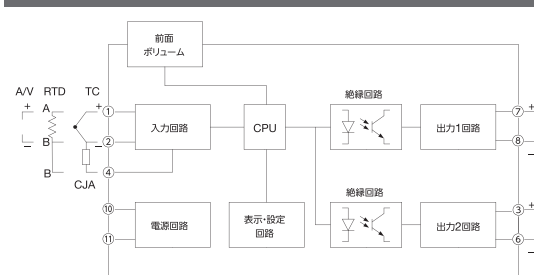 前面
ボリューム
A/V RTD TC
絶縁回路
+ A + ① ⑦ +
入力回路 CPU 出力1回路
− B − ② ⑧ −
B ④
CJA
絶縁回路
⑩ ③ +
電源回路 表示・設定 出力2回路
回路
⑪ ⑥ −